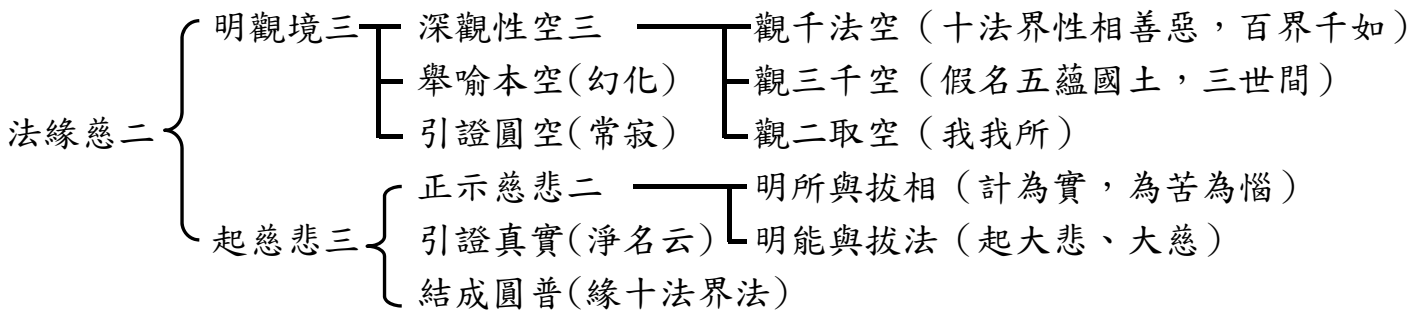 明觀境三 深觀性空三 觀千法空（十法界性相善惡，百界千如）
舉喻本空(幻化) 觀三千空（假名五蘊國土，三世間）
法緣慈二 引證圓空(常寂) 觀二取空（我我所）
正示慈悲二 明所與拔相（計為實，為苦為惱）
起慈悲三 引證真實(淨名云) 明能與拔法（起大悲、大慈）
結成圓普(緣十法界法)